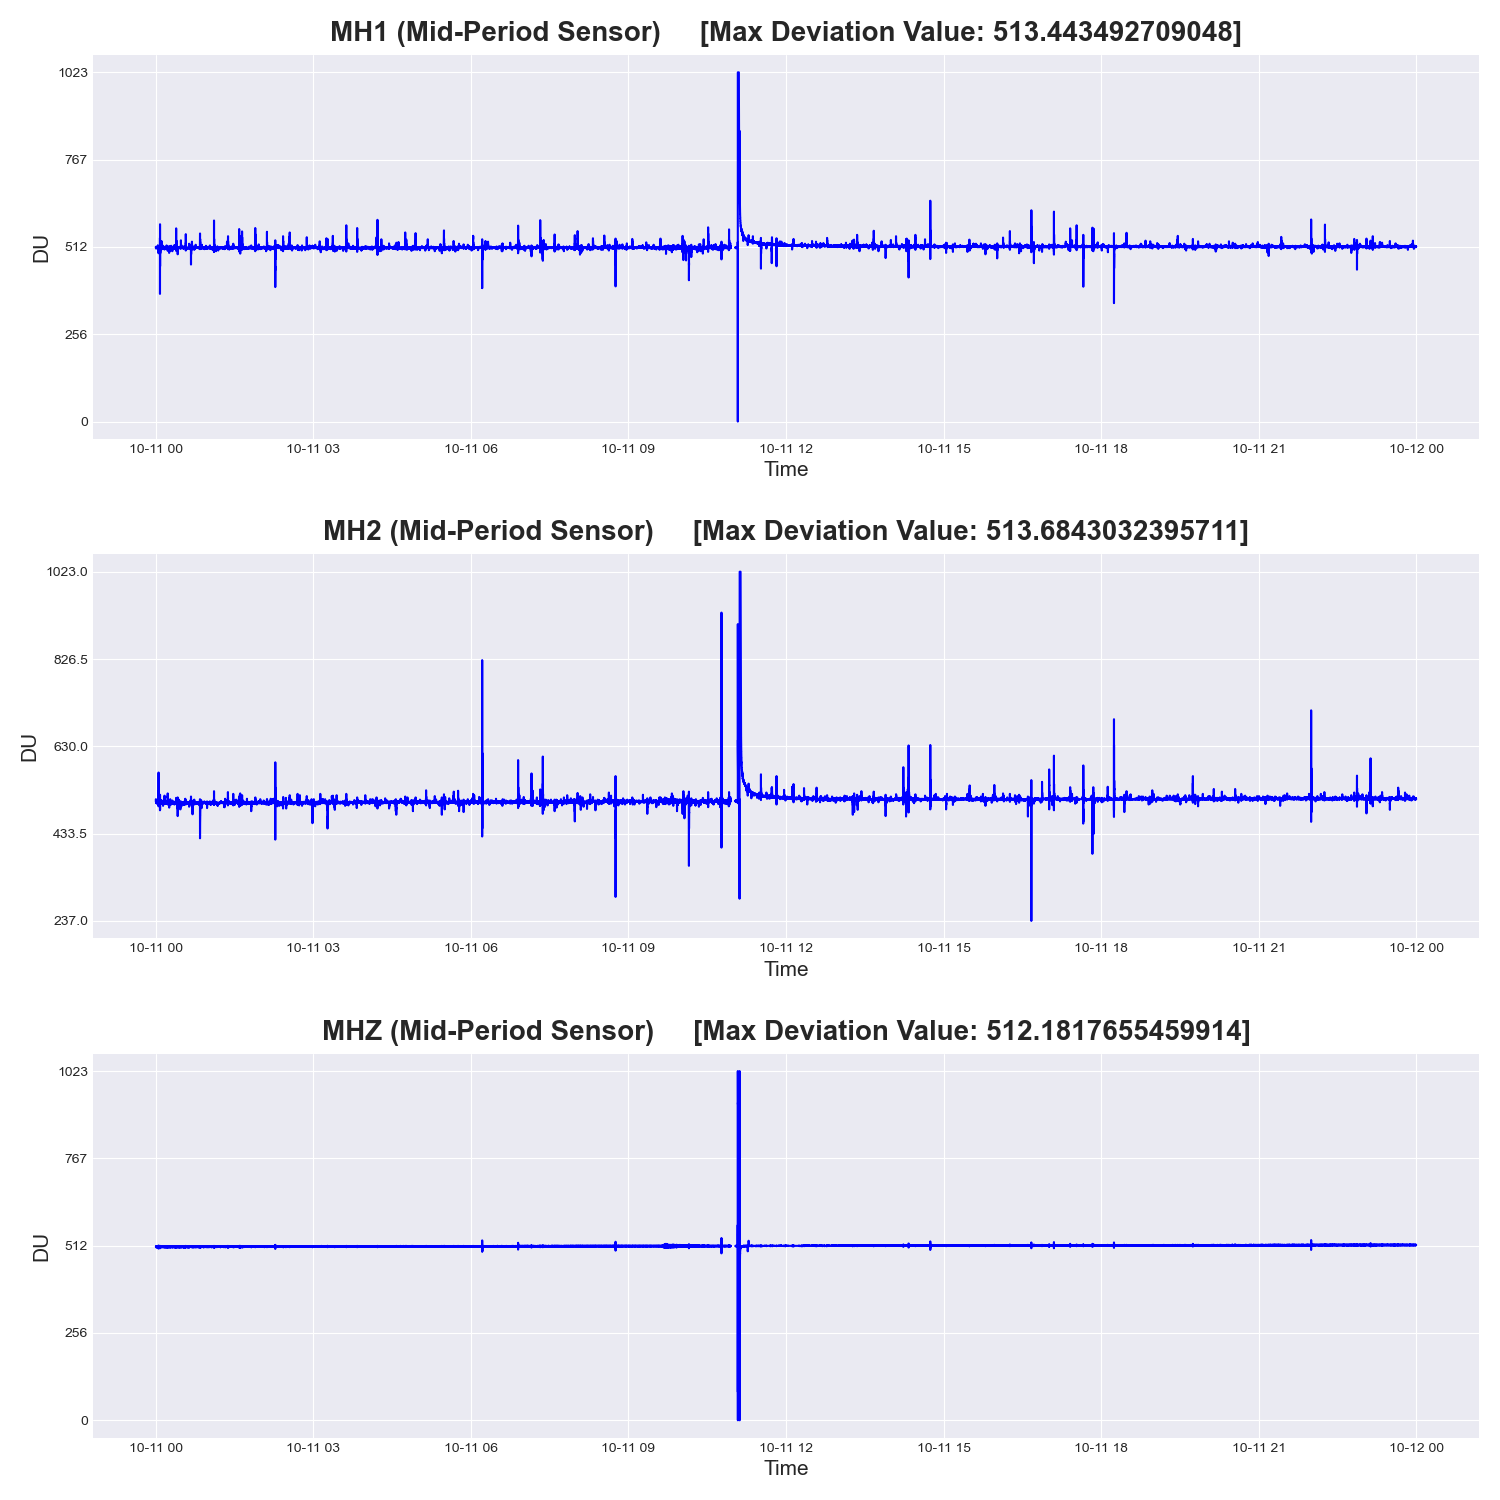 MH1 (Mid-Period Sensor) [Max Deviation Value: 513.443492709048]
1023
767
512
256
0
DU
10-11 00 10-11 03 10-11 06 10-11 09 10-11 12 10-11 15 10-11 18 10-11 21 10-12 00
Time
MH2 (Mid-Period Sensor) [Max Deviation Value: 513.6843032395711]
1023.0
826.5
630.0
433.5
237.0
DU
10-11 00 10-11 03 10-11 06 10-11 09 10-11 12 10-11 15 10-11 18 10-11 21 10-12 00
Time
MHZ (Mid-Period Sensor) [Max Deviation Value: 512.1817655459914]
1023
767
512
256
0
DU
10-11 00 10-11 03 10-11 06 10-11 09 10-11 12 10-11 15 10-11 18 10-11 21 10-12 00
Time